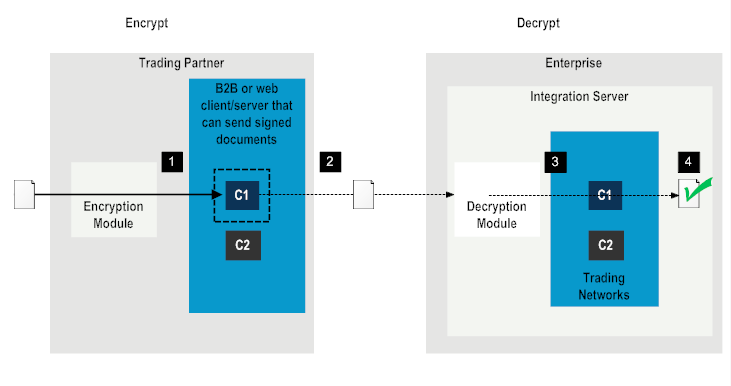 Encrypt
Decrypt
Trading Partner
Enterprise
B2B or web
client/server that
can send signed
documents
Integration Server
1
2
3
4
Encryption
Module
C1
C2
Decryption
Module
C1
C2
Trading
Networks